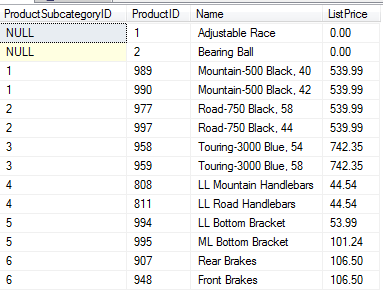 ProductSubcategoryID ProductID Name ListPrice
NULL 1 Adjustable Race 0.00
NULL 2 Bearing Ball 0.00
1 989 Mountain-500 Black, 40 539.99
1 990 Mountain-500 Black, 42 539.99
2 977 Road-750 Black, 58 539.99
2 997 Road-750 Black, 44 539.99
3 958 Touring-3000 Blue, 54 742.35
3 959 Touring-3000 Blue, 58 742.35
4 808 LL Mountain Handlebars 44.54
4 811 LL Road Handlebars 44.54
5 994 LL Bottom Bracket 53.99
5 995 ML Bottom Bracket 101.24
6 907 Rear Brakes 106.50
6 948 Front Brakes 106.50